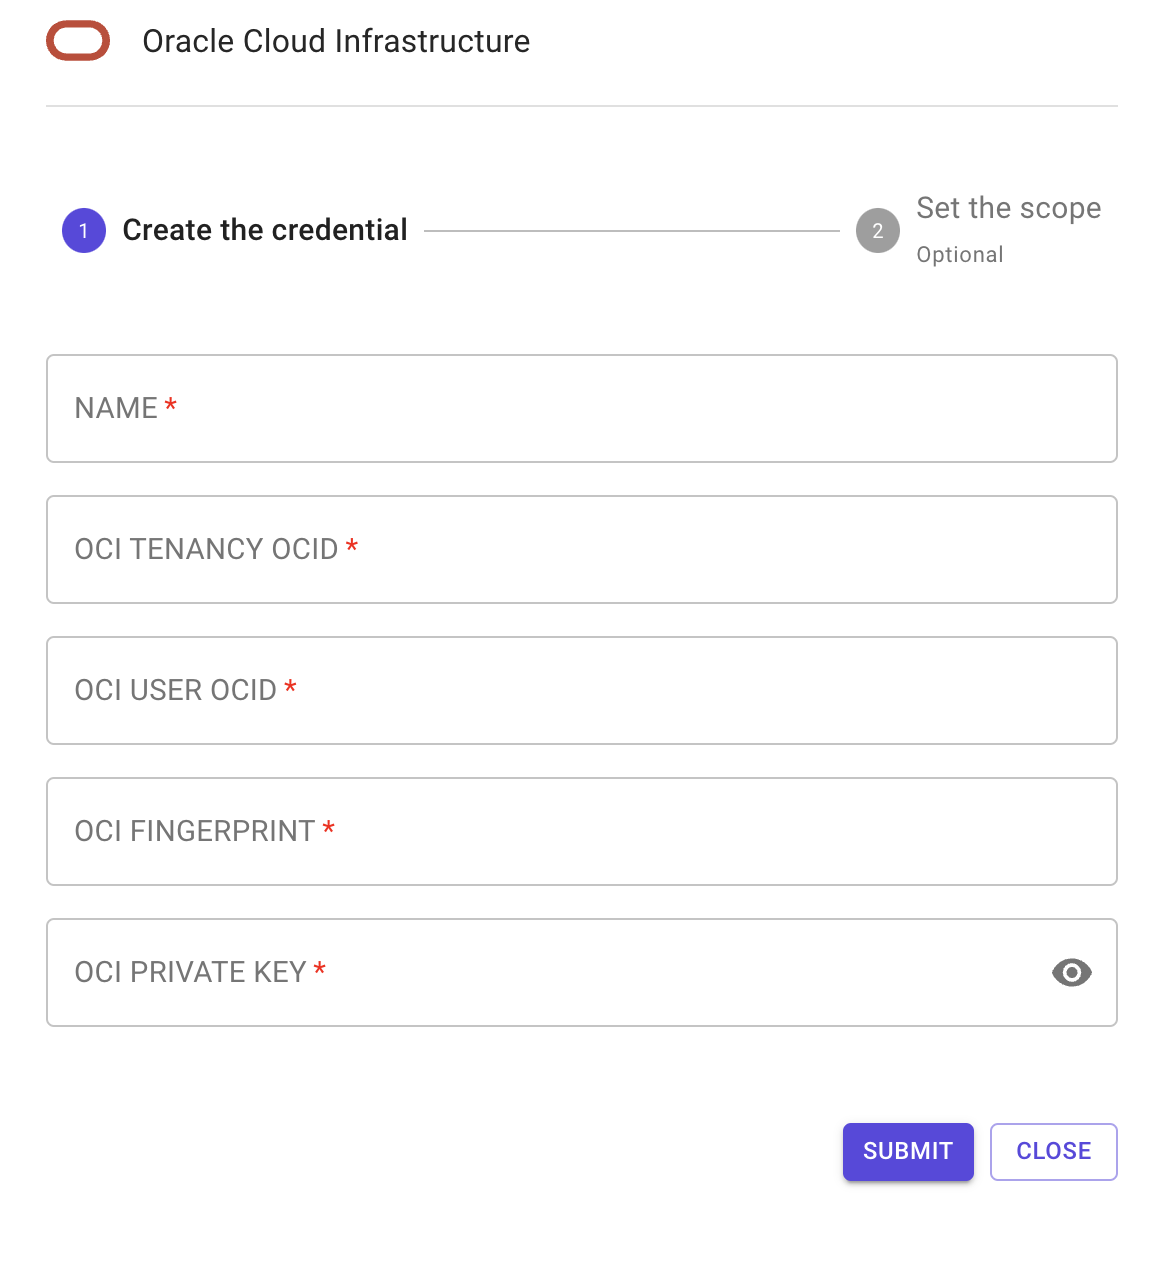 Oracle Cloud Infrastructure
1 Create the credential
2 Set the scope
Optional
NAME *
OCI TENANCY OCID *
OCI USER OCID *
OCI FINGERPRINT *
OCI PRIVATE KEY *
SUBMIT CLOSE